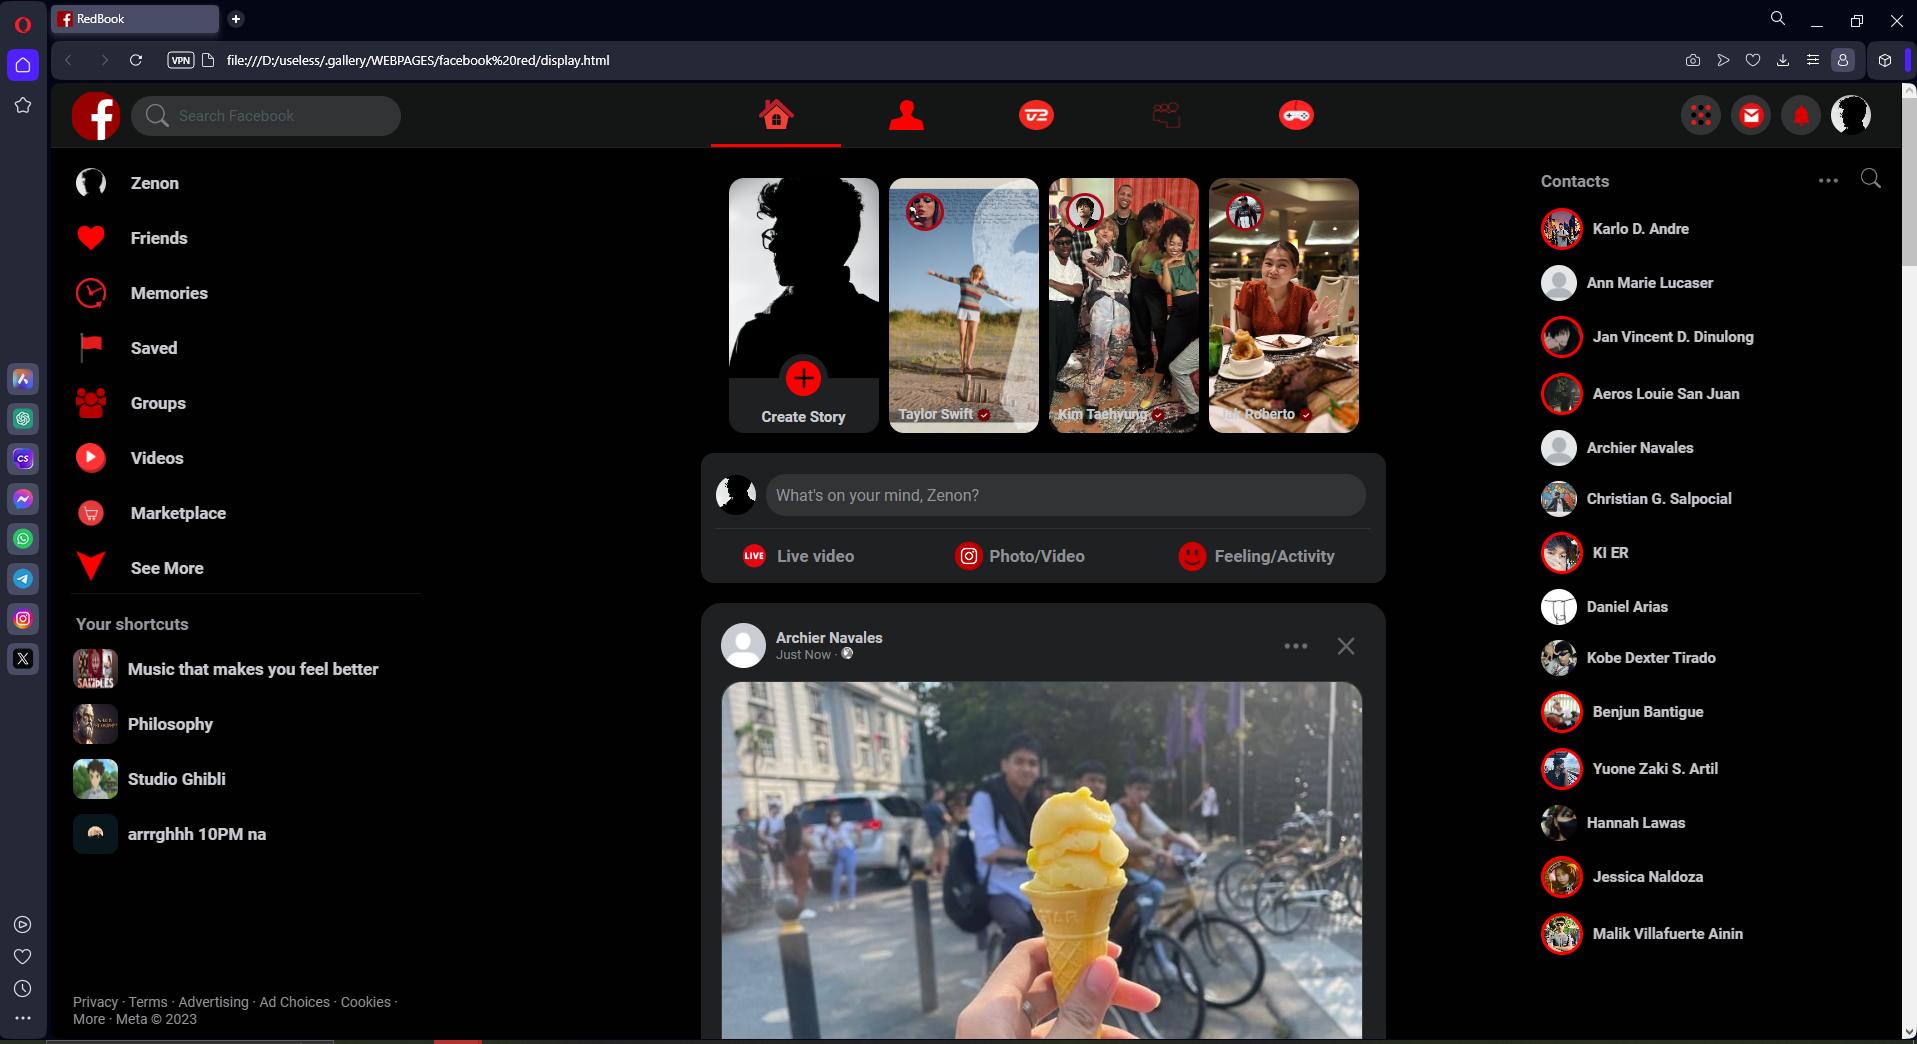 RedBook
VPN
file:///D:/useless/.gallery/WEBPAGES/facebook%20red/display.html
Search Facebook
Zenon
Friends
Memories
Saved
Groups
Videos
Marketplace
See More
Your shortcuts
SAMPLES
Music that makes you feel better
Philosophy
Studio Ghibli
arrrghhh 10PM na
Privacy · Terms · Advertising · Ad Choices · Cookies ·
More · Meta © 2023
Create Story
Taylor Swift
Kim Taehyung
Roberto
What's on your mind, Zenon?
LIVE Live video
Photo/Video
Feeling/Activity
Archier Navales
Just Now ·
Contacts
Karlo D. Andre
Ann Marie Lucaser
Jan Vincent D. Dinulong
Aeros Louie San Juan
Archier Navales
Christian G. Salpocial
KI ER
Daniel Arias
Kobe Dexter Tirado
Benjun Bantigue
Yuone Zaki S. Artil
Hannah Lawas
Jessica Naldoza
Malik Villafuerte Ainin
CS